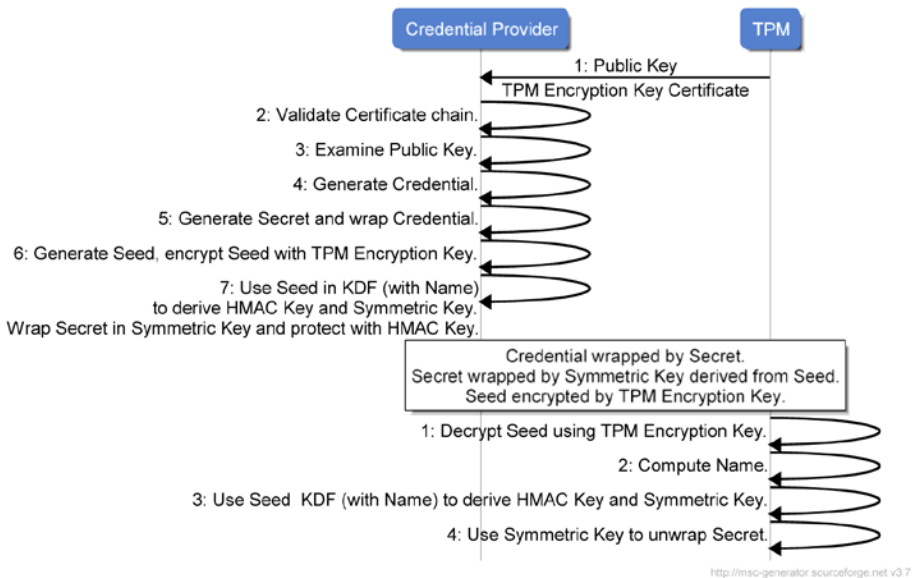 Credential Provider
TPM
1: Public Key
TPM Encryption Key Certificate
2: Validate Certificate chain.
3: Examine Public Key.
4: Generate Credential.
5: Generate Secret and wrap Credential.
6: Generate Seed, encrypt Seed with TPM Encryption Key.
7: Use Seed in KDF (with Name)
to derive HMAC Key and Symmetric Key.
Wrap Secret in Symmetric Key and protect with HMAC Key.
Credential wrapped by Secret.
Secret wrapped by Symmetric Key derived from Seed.
Seed encrypted by TPM Encryption Key.
1: Decrypt Seed using TPM Encryption Key.
2: Compute Name.
3: Use Seed  KDF (with Name) to derive HMAC Key and Symmetric Key.
4: Use Symmetric Key to unwrap Secret.
http://msc-generator.sourceforge.net v3.7